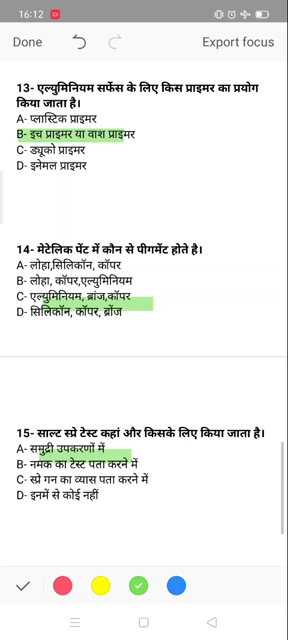 16:12
Done
Export focus
13- एल्युमिनियम सर्फेस के लिए किस प्राइमर का प्रयोग
किया जाता है।
A- प्लास्टिक प्राइमर
B- इच प्राइमर या वाश प्राइमर
C- ड्यूको प्राइमर
D- इनेमल प्राइमर
14- मेटेलिक पेंट में कौन से पीगमेंट होते है।
A- लोहा,सिलिकॉन, कॉपर
B- लोहा, कॉपर,एल्युमिनियम
C- एल्युमिनियम, ब्रांज,कॉपर
D- सिलिकॉन, कॉपर, ब्रोंज
15- साल्ट स्प्रे टेस्ट कहां और किसके लिए किया जाता है।
A- समुद्री उपकरणों में
B- नमक का टेस्ट पता करने में
C- स्प्रे गन का व्यास पता करने में
D- इनमें से कोई नहीं